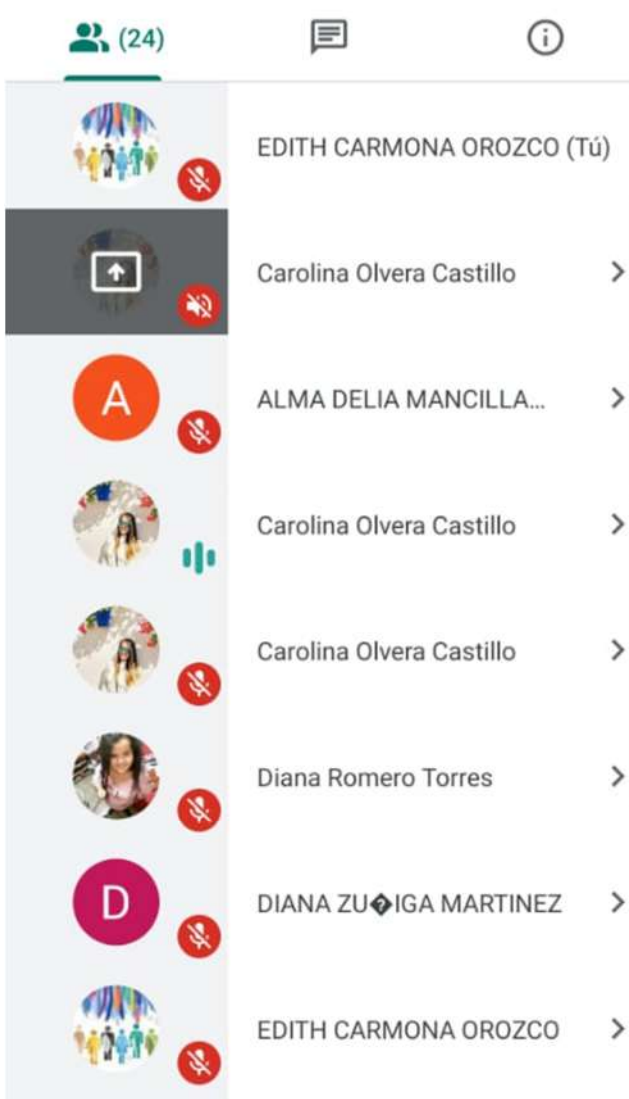 (24)
EDITH CARMONA OROZCO (Tú)
Carolina Olvera Castillo
A
ALMA DELIA MANCILLA...
Carolina Olvera Castillo
Carolina Olvera Castillo
Diana Romero Torres
D
DIANA ZU�IGA MARTINEZ
EDITH CARMONA OROZCO